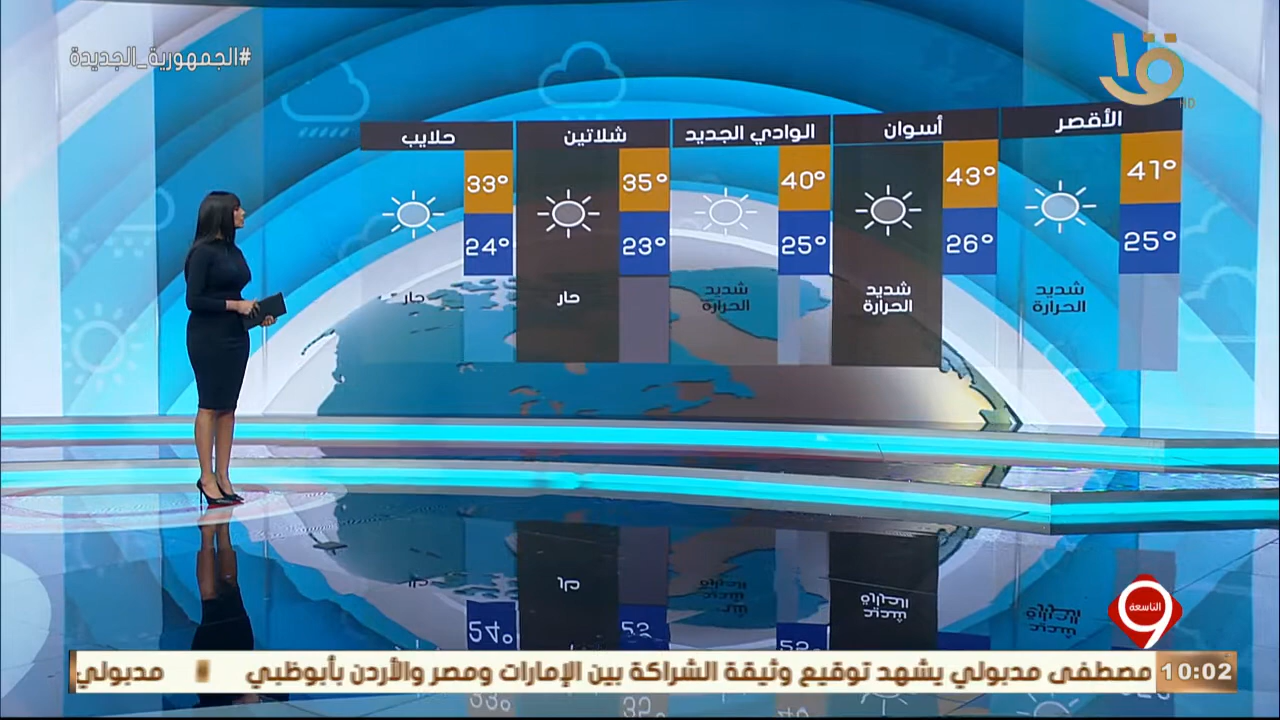 #الجمهورية_الجديدة
HD
الأقصر
41°
25°
شديد
الحرارة
أسوان
43°
26°
شديد
الحرارة
الوادي الجديد
40°
25°
شديد
الحرارة
شلاتين
35°
23°
حار
حلايب
33°
24°
حار
التاسعة
9
10:02
مصطفى مدبولي يشهد توقيع وثيقة الشراكة بين الإمارات ومصر والأردن بأبوظبي
مدبولي